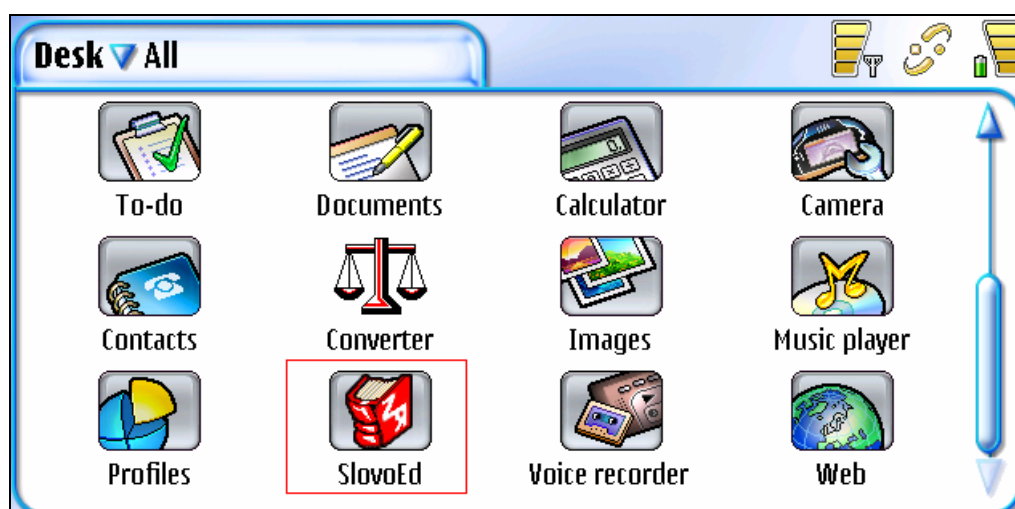 Desk All
To-do Documents Calculator Camera
Contacts Converter Images Music player
Profiles SlovoEd Voice recorder Web